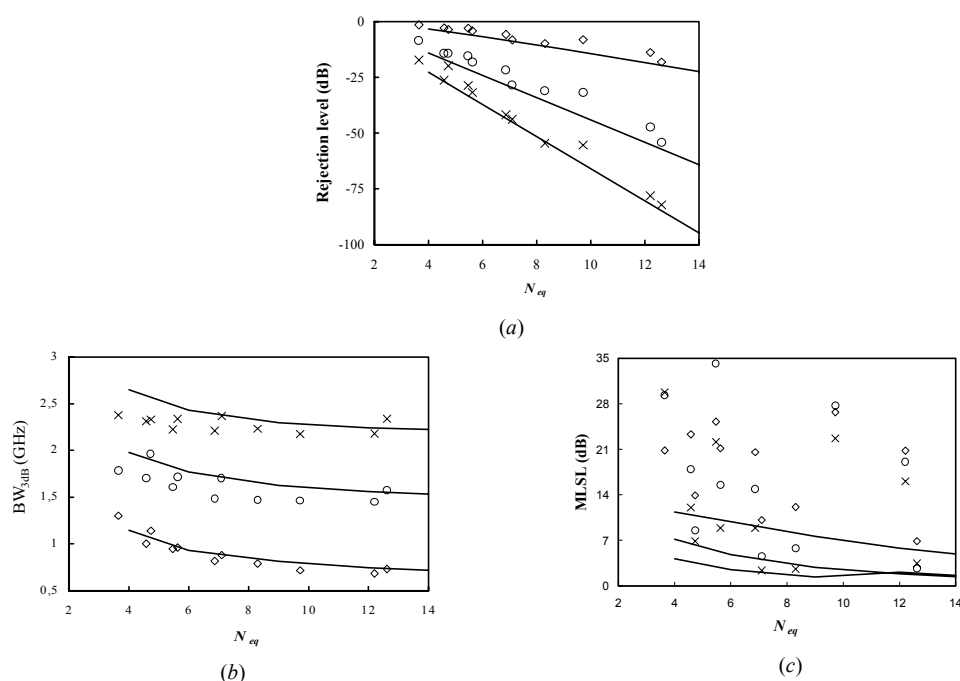 0
-25
-50
-75
-100
Rejection level (dB)
2 4 6 8 10 12 14
N eq
(a)
3
2,5
2
1,5
1
0,5
BW3dB (GHz)
2 4 6 8 10 12 14
N eq
(b)
35
28
21
14
7
0
MLSL (dB)
2 4 6 8 10 12 14
N eq
(c)